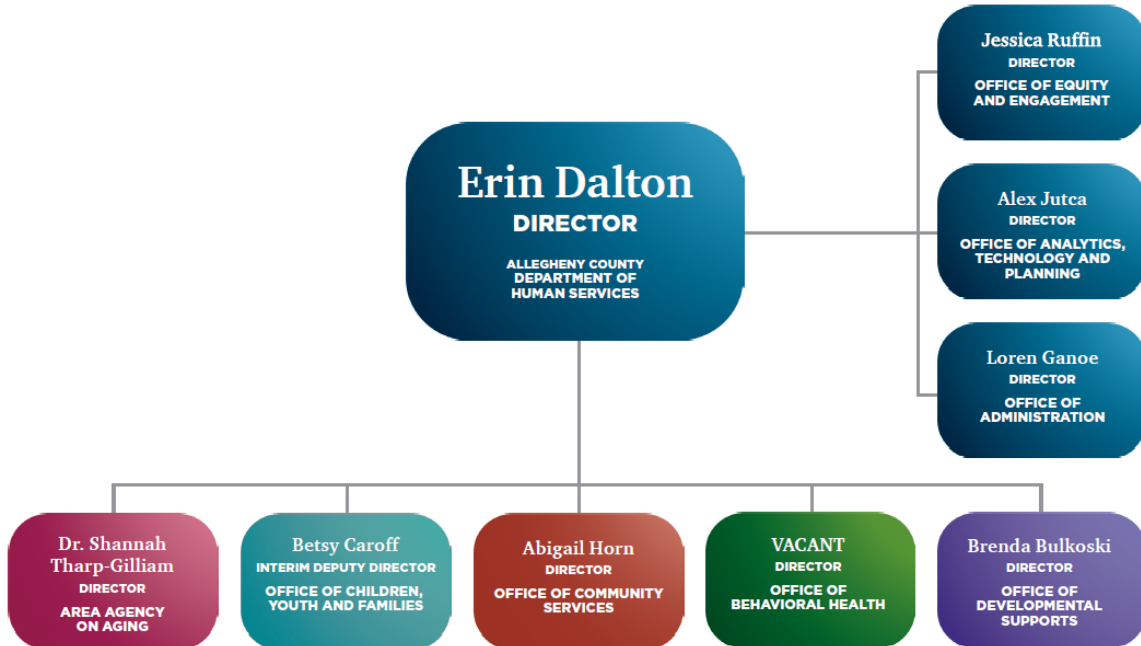 Erin Dalton
DIRECTOR
ALLEGHENY COUNTY
DEPARTMENT OF
HUMAN SERVICES
Jessica Ruffin
DIRECTOR
OFFICE OF EQUITY
AND ENGAGEMENT
Alex Jutca
DIRECTOR
OFFICE OF ANALYTICS,
TECHNOLOGY AND
PLANNING
Loren Ganoe
DIRECTOR
OFFICE OF
ADMINISTRATION
Dr. Shannah
Tharp-Gilliam
DIRECTOR
AREA AGENCY
ON AGING
Betsy Caroff
INTERIM DEPUTY DIRECTOR
OFFICE OF CHILDREN,
YOUTH AND FAMILIES
Abigail Horn
DIRECTOR
OFFICE OF COMMUNITY
SERVICES
VACANT
DIRECTOR
OFFICE OF
BEHAVIORAL HEALTH
Brenda Bulkoski
DIRECTOR
OFFICE OF
DEVELOPMENTAL
SUPPORTS